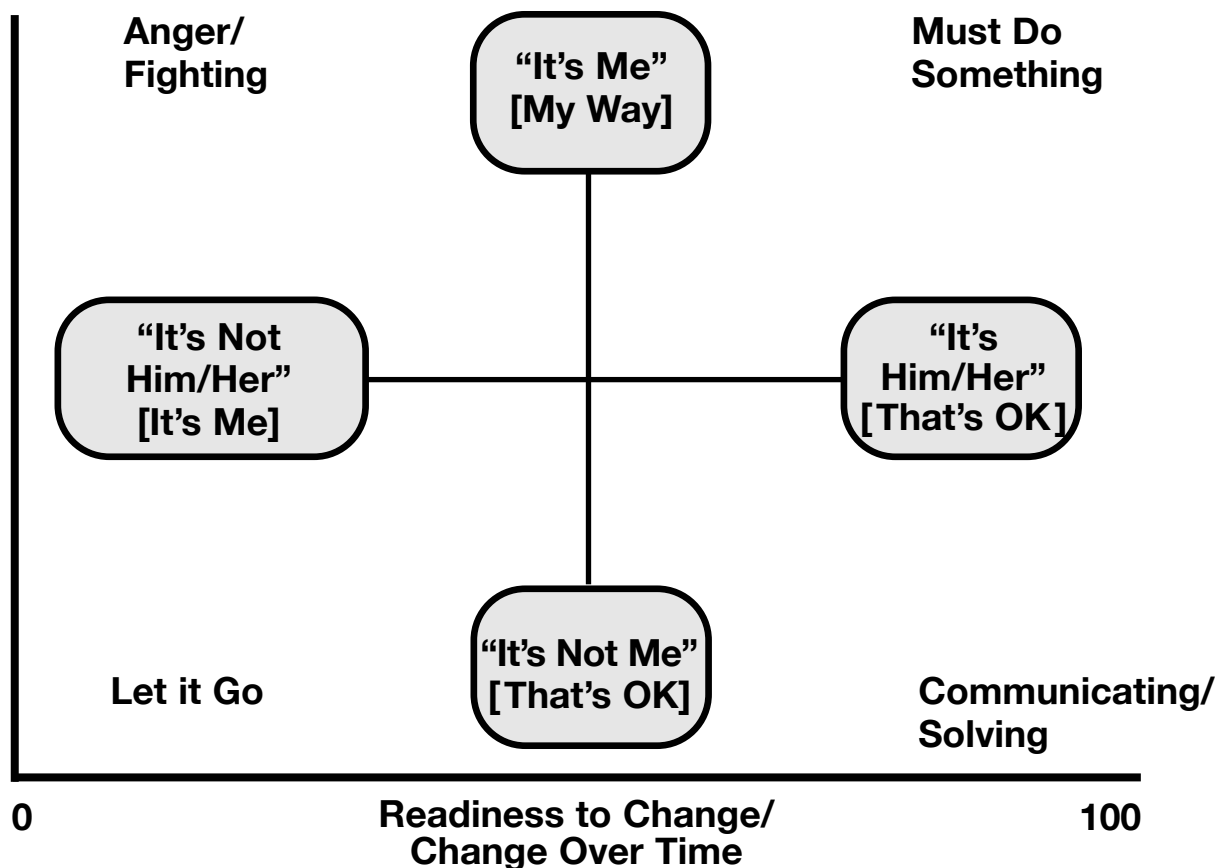 Anger/
Fighting
“It’s Me”
[My Way]
Must Do
Something
“It’s Not
Him/Her”
[It’s Me]
“It’s
Him/Her”
[That’s OK]
“It’s Not Me”
[That’s OK]
Let it Go
Communicating/
Solving
0
Readiness to Change/
Change Over Time
100